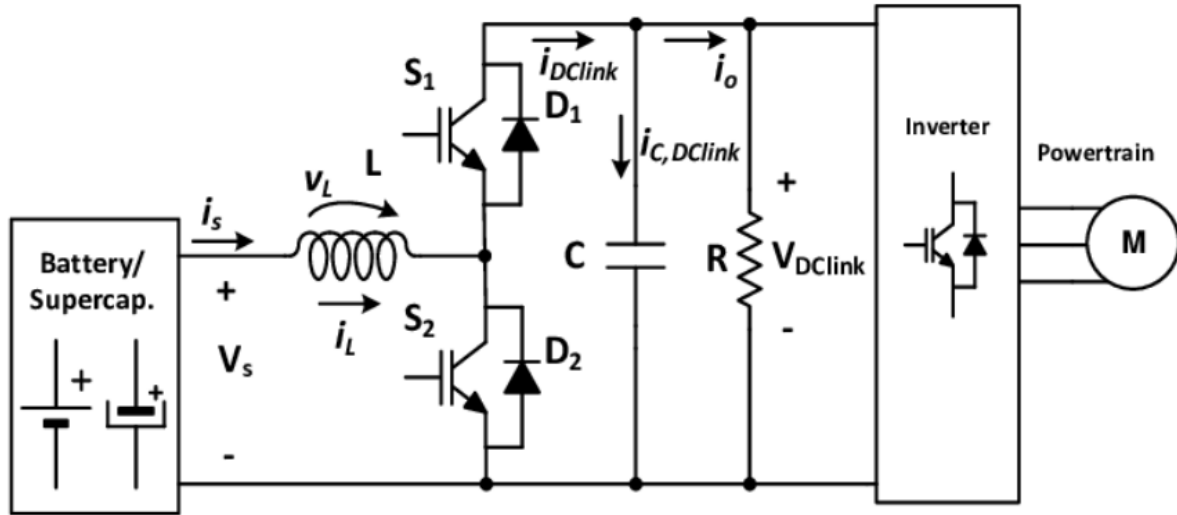 S1
D1
iDClink
io
Inverter
iC,DClink
Powertrain
vL
L
is
+
Battery/
Supercap.
+
C
R
VDClink
M
S2
D2
iL
Vs
-
+
+
-